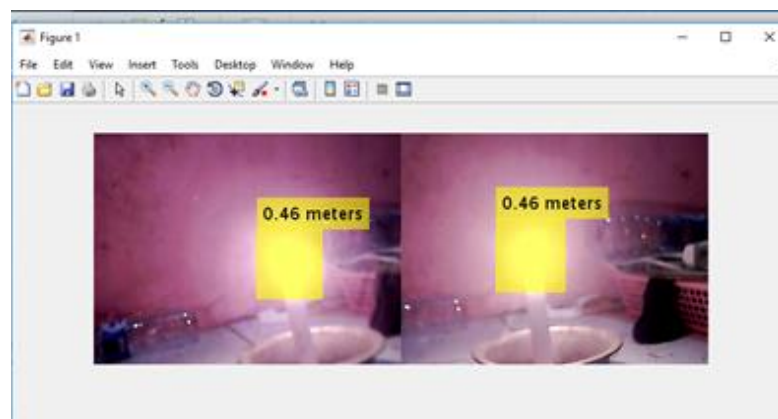 Figure 1
File Edit View Insert Tools Desktop Window Help
0.46 meters
0.46 meters